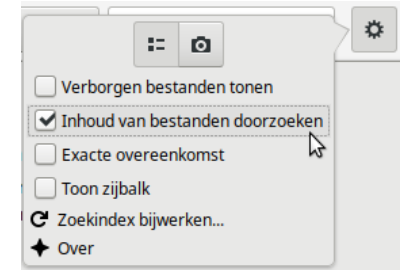 Verborgen bestanden tonen
Inhoud van bestanden doorzoeken
Exacte overeenkomst
Toon zijbalk
Zoekindex bijwerken...
Over